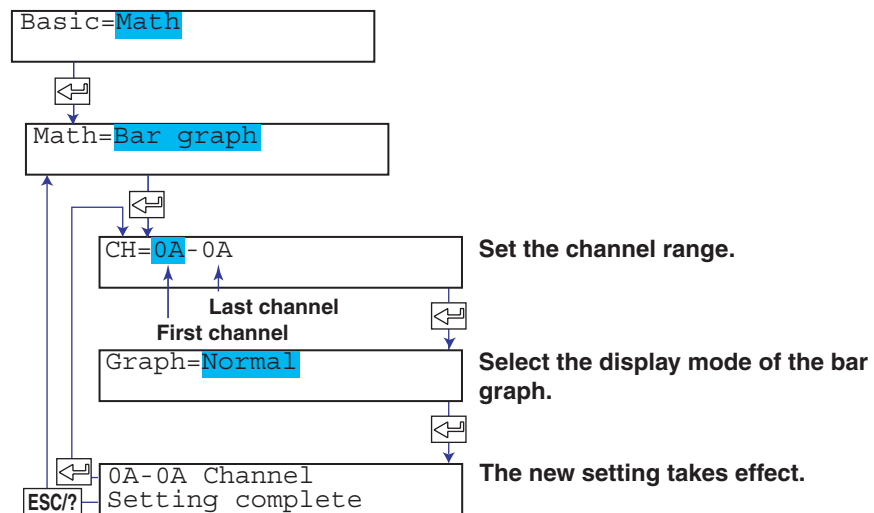 Basic=Math
Math=Bar graph
CH=0A-0A
Set the channel range.
Last channel
First channel
Graph=Normal
Select the display mode of the bar
graph.
0A-0A Channel
Setting complete
The new setting takes effect.
ESC/?